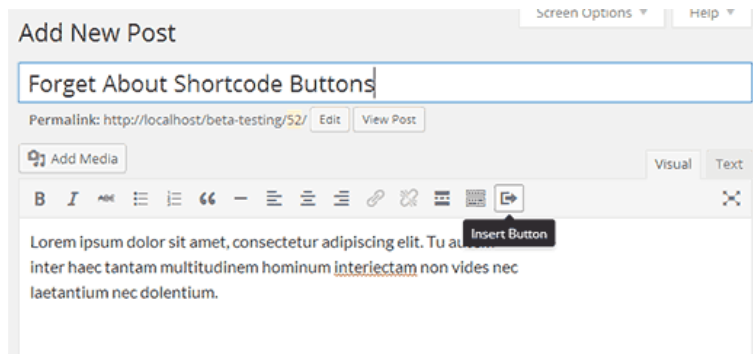 Screen Options Help
Add New Post
Forget About Shortcode Buttons
Permalink: http://localhost/beta-testing/52/ Edit View Post
Add Media
Visual Text
B I ABC
Insert Button
Lorem ipsum dolor sit amet, consectetur adipiscing elit. Tu
inter haec tantam multitudinem hominum interiectam non vides nec
laetantium nec dolentium.